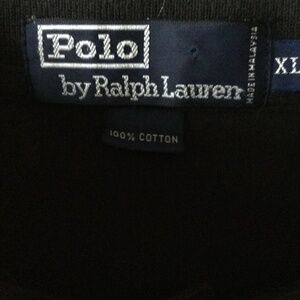 Polo
by Ralph Lauren
MADE IN MALAYSIA
XL
100% COTTON